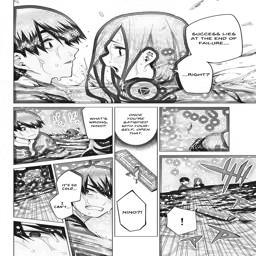 SUCCESS LIES
AT THE END OF
FAILURE...
...RIGHT?
ONCE
YOU'RE
SATISFIED
WITH YOUR-
SELF, OPEN
THAT.
WHAT'S
WRONG,
NINO?
!
NINO?!
IT'S SO
COLD...
I
CAN'T...